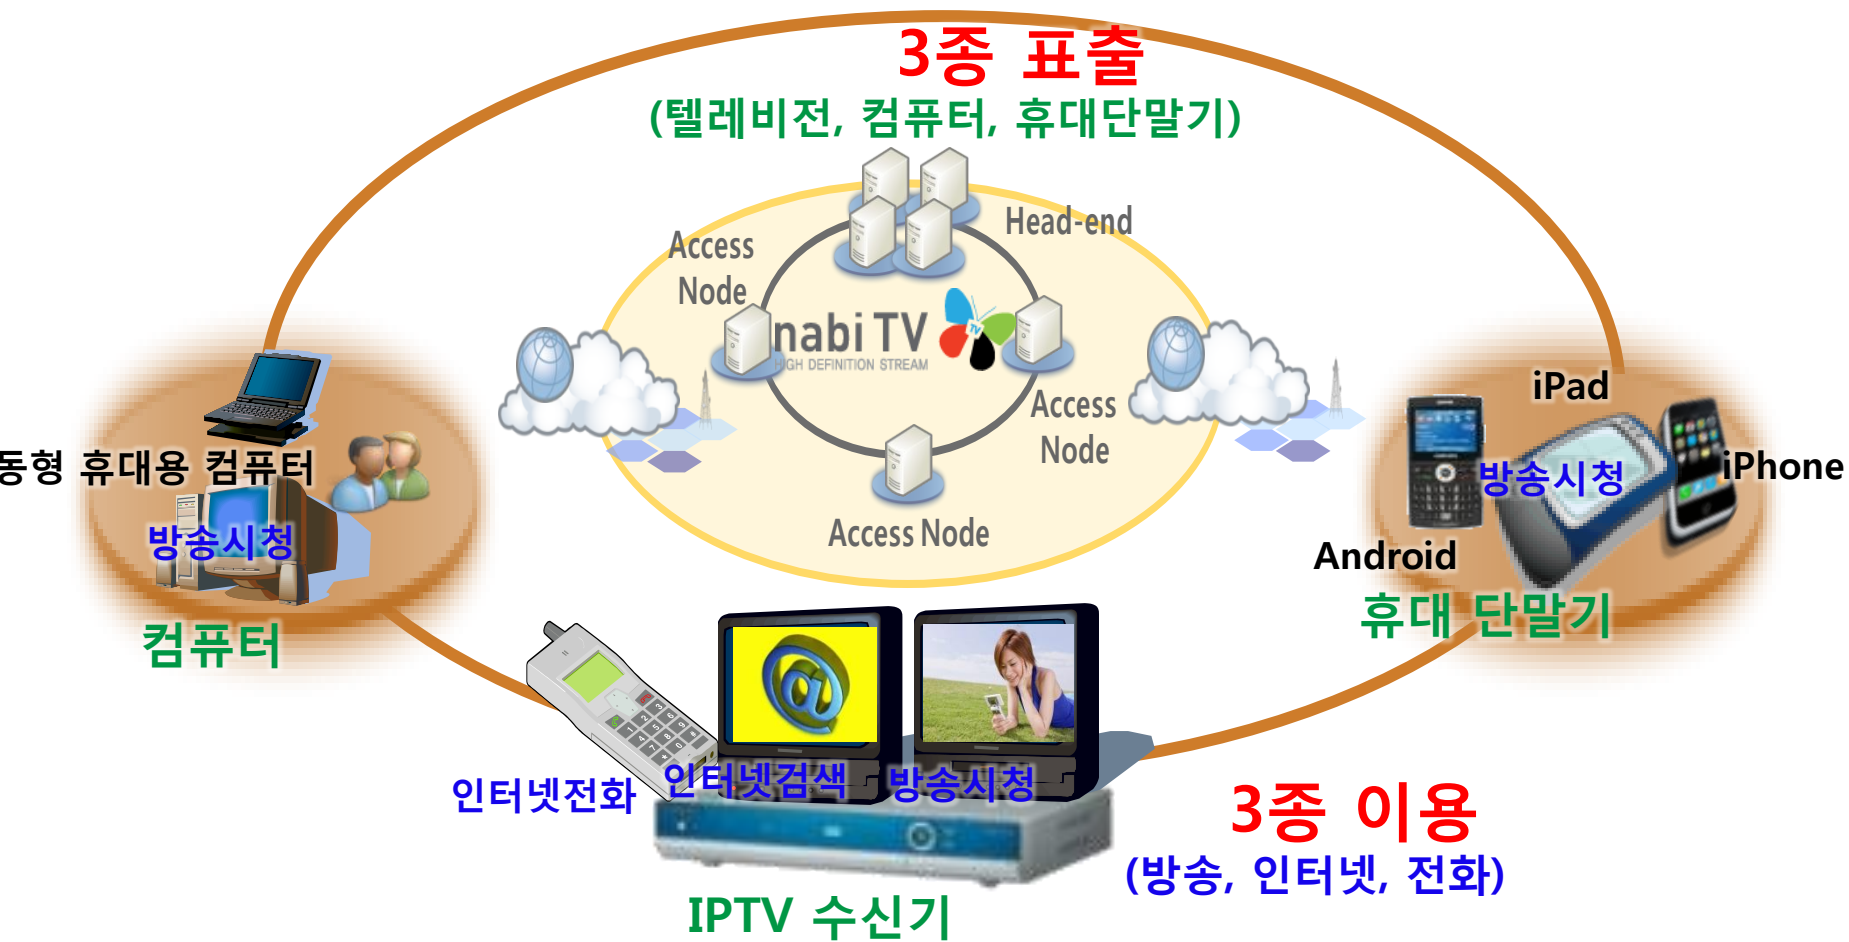 3종 표출
(텔레비전, 컴퓨터, 휴대단말기)
Head-end
Access
Node
nabi TV
TV
HIGH DEFINITION STREAM
Access
Node
Access Node
동형 휴대용 컴퓨터
방송시청
컴퓨터
iPad
방송시청
iPhone
Android
휴대 단말기
인터넷전화
인터넷검색
방송시청
3종 이용
(방송, 인터넷, 전화)
IPTV 수신기